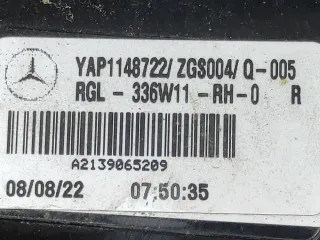 YAP1148722/ZGS004/Q-005
RGL - 336W11 -RH-0 R
A2139065209
08/08/22 07:50:35